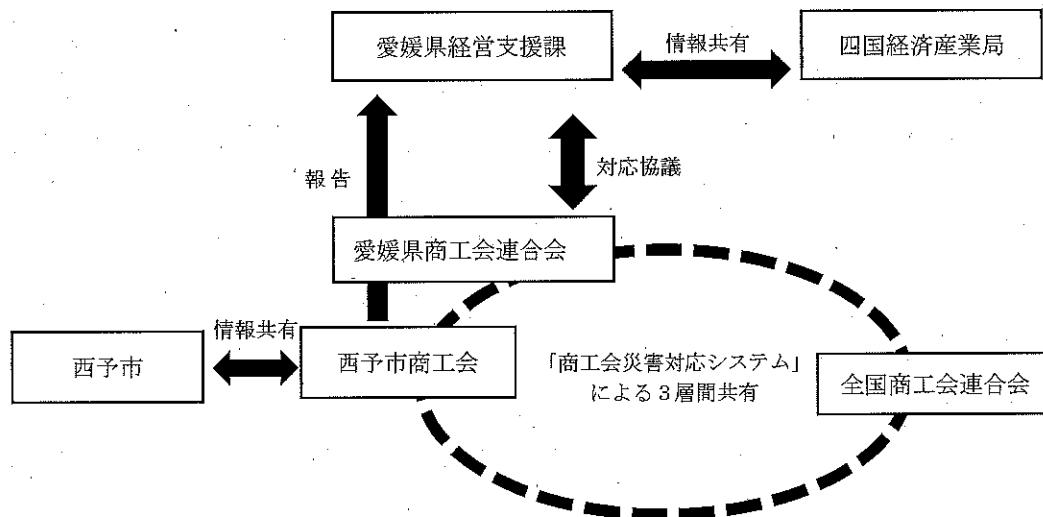 愛媛県経営支援課
情報共有
四国経済産業局
報告
対応協議
愛媛県商工会連合会
西予市
情報共有
西予市商工会
「商工会災害対応システム」
による3層間共有
全国商工会連合会